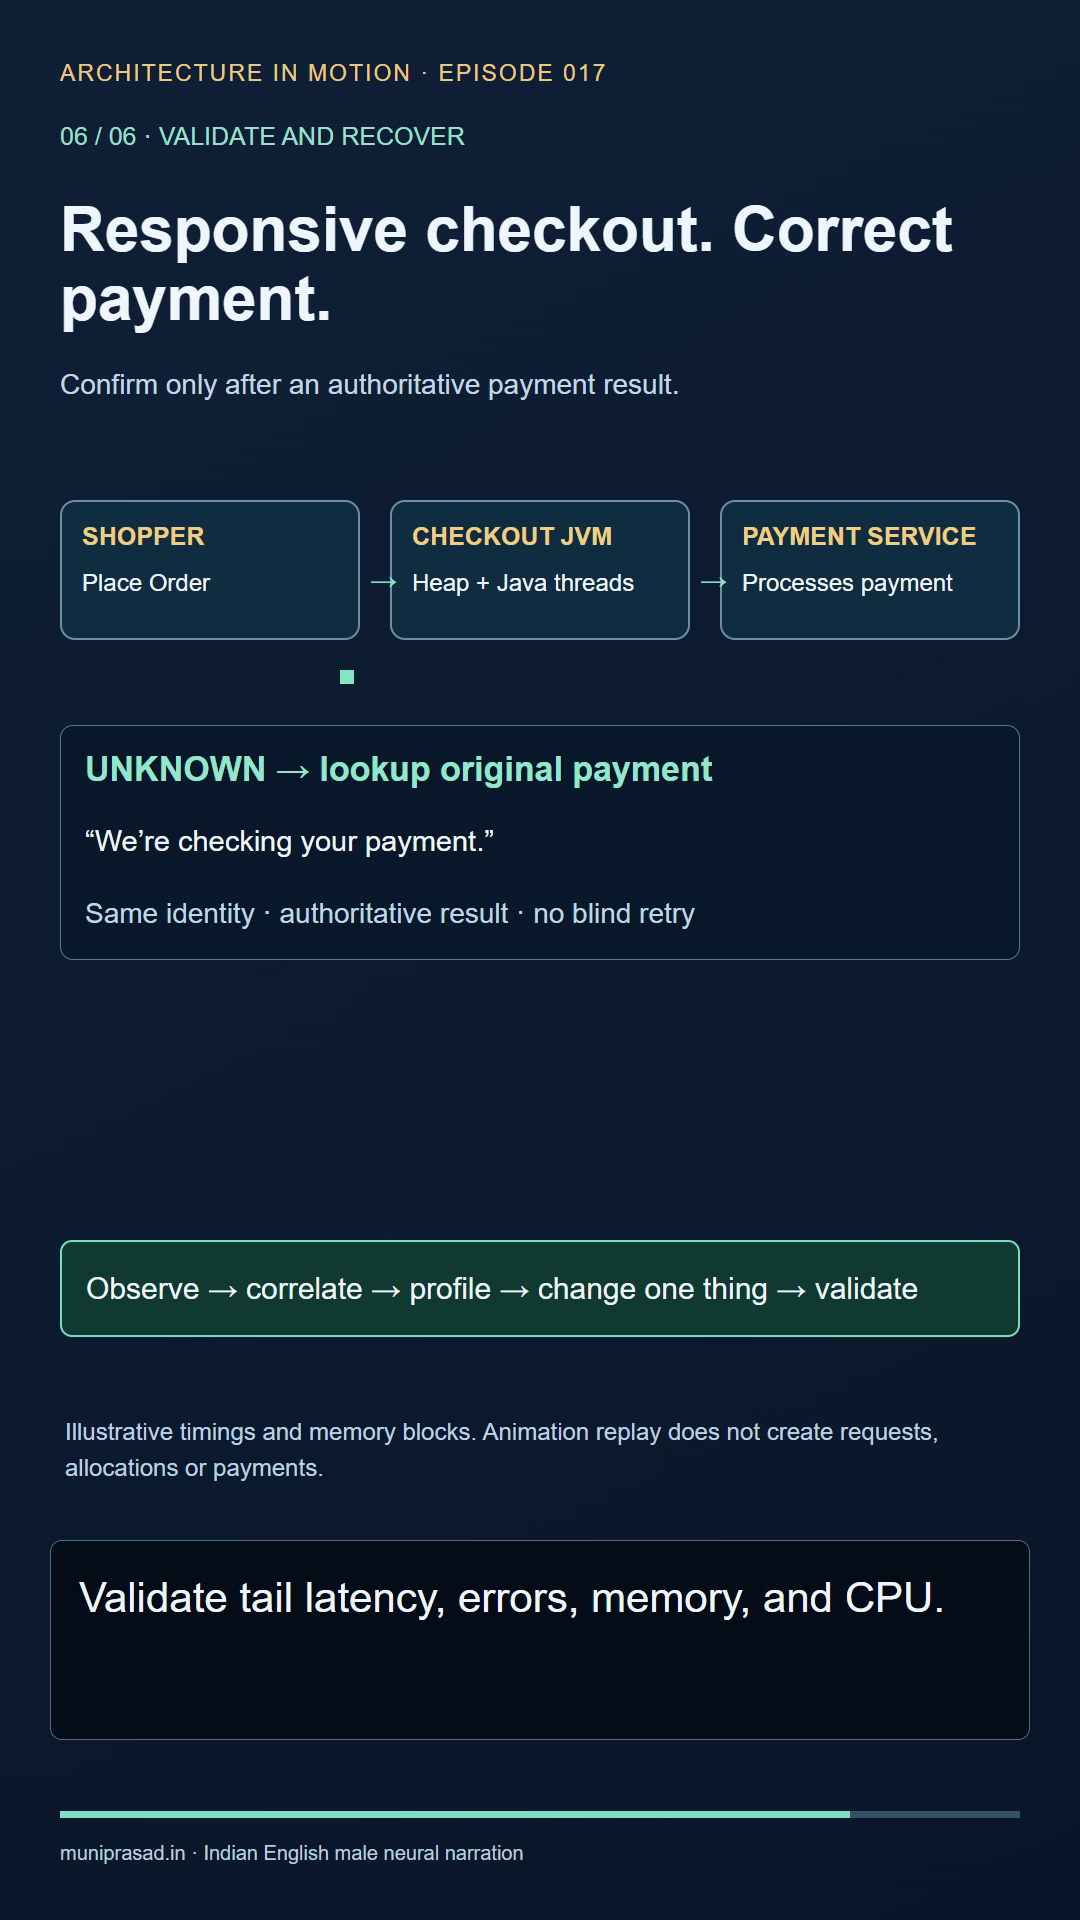 ARCHITECTURE IN MOTION · EPISODE 017
06 / 06 · VALIDATE AND RECOVER
Responsive checkout. Correct
payment.
Confirm only after an authoritative payment result.
SHOPPER
Place Order
→
CHECKOUT JVM
Heap + Java threads
→
PAYMENT SERVICE
Processes payment
UNKNOWN → lookup original payment
“We’re checking your payment.”
Same identity · authoritative result · no blind retry
Observe → correlate → profile → change one thing → validate
Illustrative timings and memory blocks. Animation replay does not create requests,
allocations or payments.
Validate tail latency, errors, memory, and CPU.
muniprasad.in · Indian English male neural narration